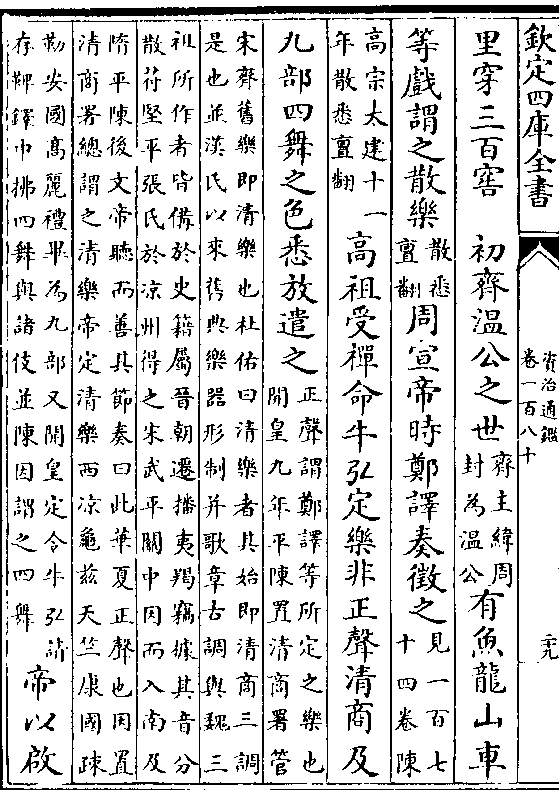 欽定四庫全書
資治通鑑
卷一百八十
里穿三百窖　初齊溫公之世
齊主緯周
封為溫公
有魚龍山車
等戲謂之散樂
散悉
亶翻
周宣帝時鄭譯奏徵之
見一百七
十四卷陳
高宗太建十一
年散悉亶翻
高祖受禪命牛弘定樂非正聲清商及
九部四舞之色悉放遣之
正聲謂鄭譯等所定之樂也
開皇九年平陳置清商署管
宋齊舊樂即清樂也杜佑曰清樂者其始即清商三調
是也並漢氏以來舊典樂器形制并歌章古調與魏三
祖所作者皆備於史籍屬晉朝遷播夷羯竊據其音分
散苻堅平張氏於凉州得之宋武平關中因而入南及
隋平陳後文帝聽而善其節奏曰此華夏正聲也因置
清商署總謂之清樂帝定清樂西凉龜兹天竺康國疎
勒安國髙麗禮畢為九部又開皇定令牛弘請
存鞞鐸巾拂四舞與諸伎並陳因謂之四舞
帝以啟